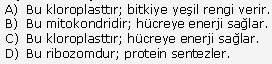 A) Bu kloroplasttır; bitkiye yeşil rengi verir.
B) Bu mitokondridir; hücreye enerji sağlar.
C) Bu kloroplasttır; hücreye enerji sağlar.
D) Bu ribozomdur; protein sentezler.